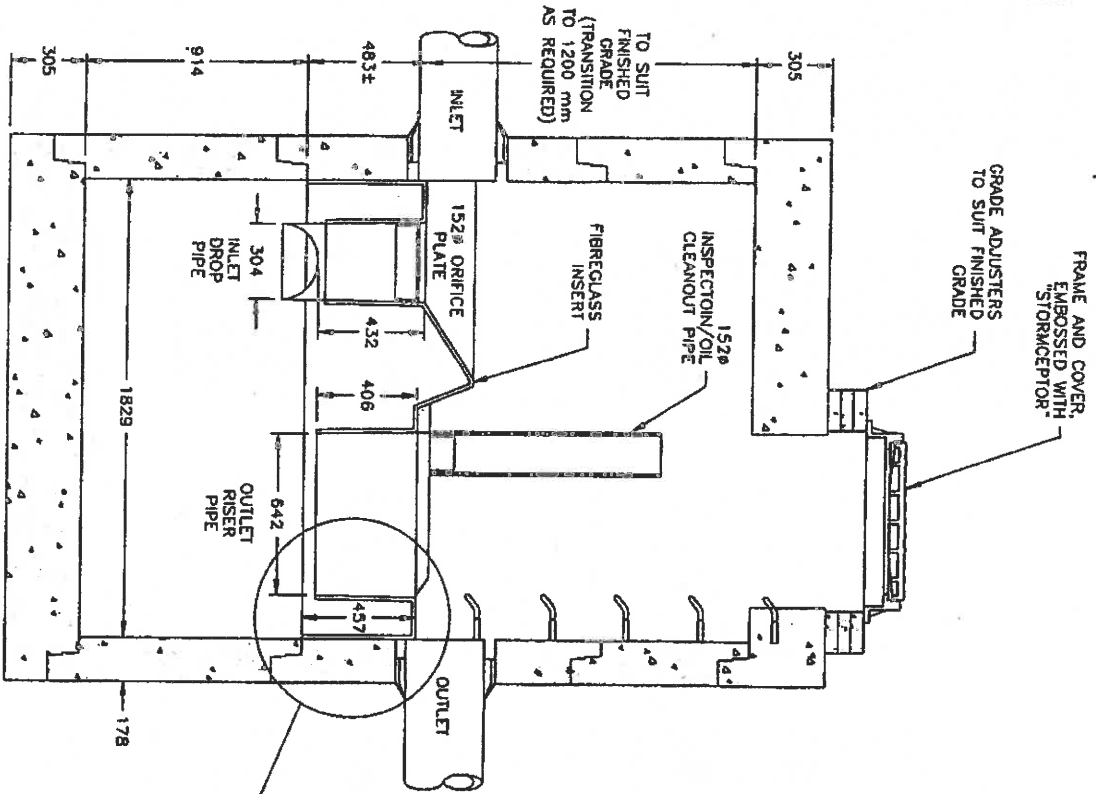 FRAME AND COVER,
EMBOSSED WITH
"STORMCEPTOR"
GRADE ADJUSTERS
TO SUIT FINISHED
GRADE
305
TO SUIT
FINISHED
GRADE
(TRANSITION
TO 1200 mm
AS REQUIRED)
483±
914
305
INLET
152ø
INSPECTOIN/OIL
CLEANOUT PIPE
FIBREGLASS
INSERT
152ø ORIFICE
PLATE
304
INLET
DROP
PIPE
432
406
642
OUTLET
RISER
PIPE
457
1829
OUTLET
178